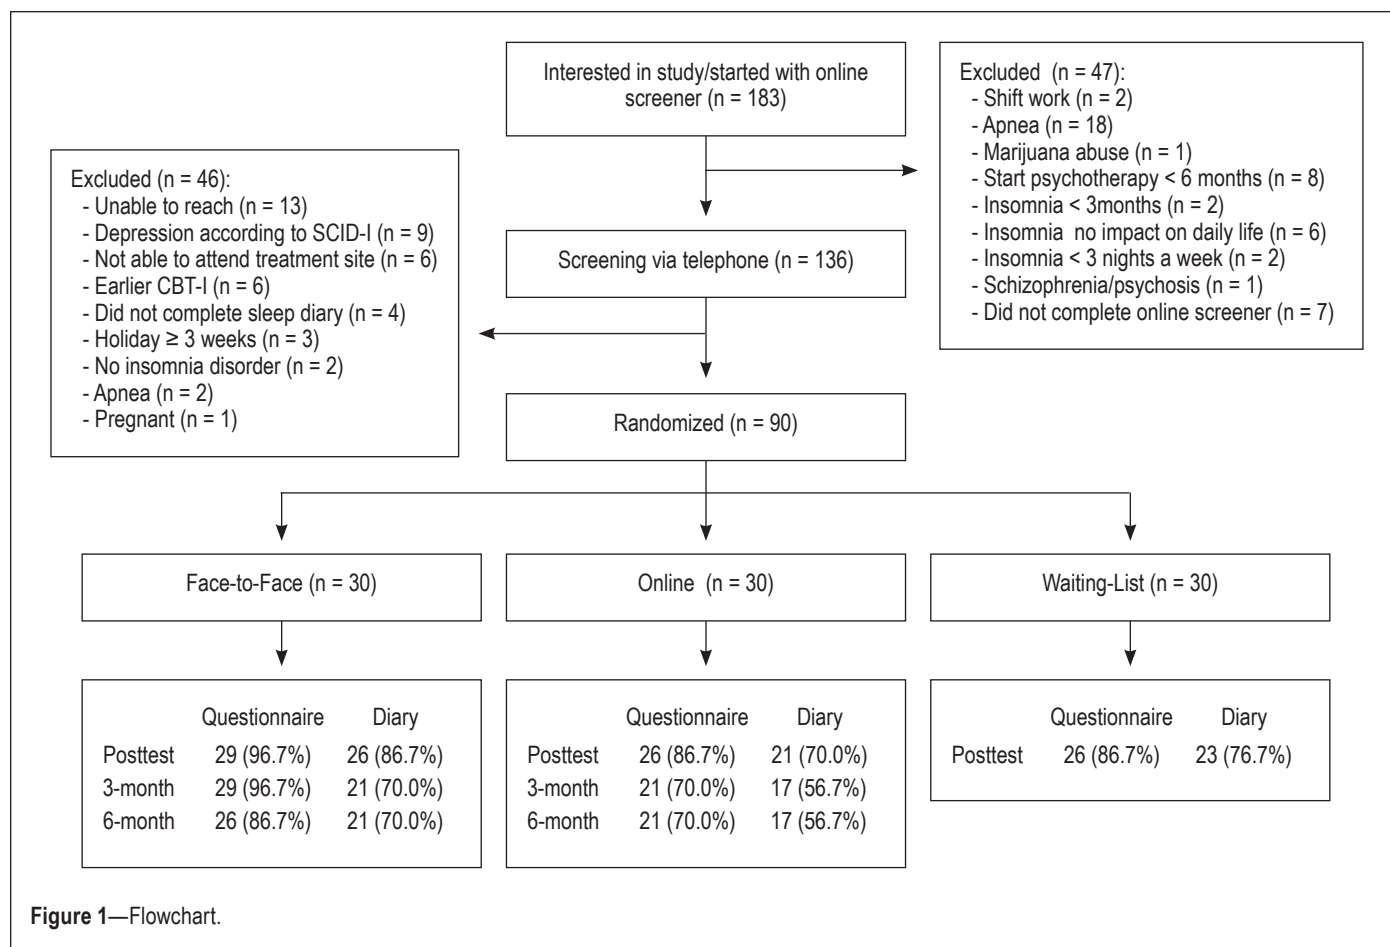 Interested in study/started with online
screener (n = 183)
Excluded (n = 47):
- Shift work (n = 2)
- Apnea (n = 18)
- Marijuana abuse (n = 1)
- Start psychotherapy < 6 months (n = 8)
- Insomnia < 3months (n = 2)
- Insomnia no impact on daily life (n = 6)
- Insomnia < 3 nights a week (n = 2)
- Schizophrenia/psychosis (n = 1)
- Did not complete online screener (n = 7)
Excluded (n = 46):
- Unable to reach (n = 13)
- Depression according to SCID-I (n = 9)
- Not able to attend treatment site (n = 6)
- Earlier CBT-I (n = 6)
- Did not complete sleep diary (n = 4)
- Holiday ≥ 3 weeks (n = 3)
- No insomnia disorder (n = 2)
- Apnea (n = 2)
- Pregnant (n = 1)
Screening via telephone (n = 136)
Randomized (n = 90)
Face-to-Face (n = 30)
Online (n = 30)
Waiting-List (n = 30)
Questionnaire Diary
Posttest 29 (96.7%) 26 (86.7%)
3-month 29 (96.7%) 21 (70.0%)
6-month 26 (86.7%) 21 (70.0%)
Questionnaire Diary
Posttest 26 (86.7%) 21 (70.0%)
3-month 21 (70.0%) 17 (56.7%)
6-month 21 (70.0%) 17 (56.7%)
Questionnaire Diary
Posttest 26 (86.7%) 23 (76.7%)
Figure 1—Flowchart.